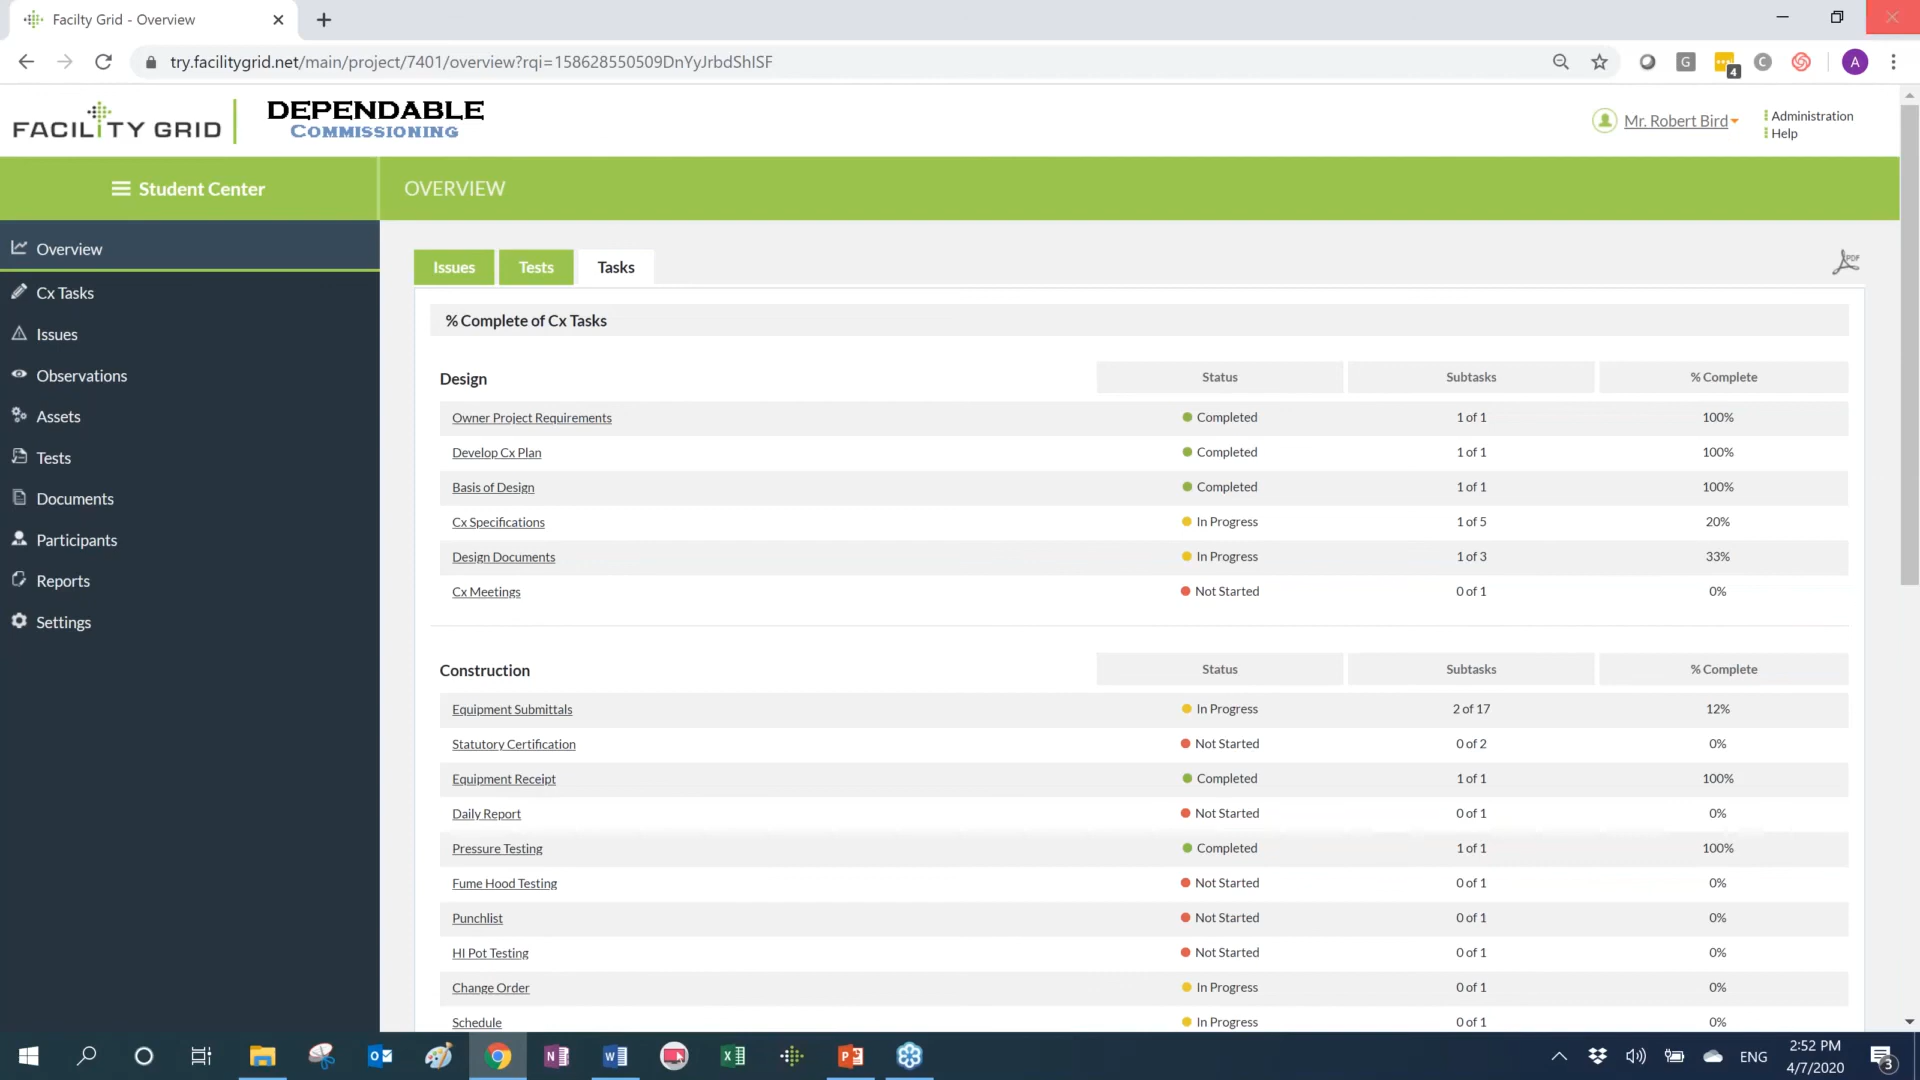 Facilty Grid - Overview
try.facilitygrid.net/main/project/7401/overview?rqi=158628550509DnYyJrbdShISF
G
4
C
A
FACILITY GRID
DEPENDABLE
COMMISSIONING
Mr. Robert Bird
Administration
Help
Student Center
OVERVIEW
Overview
Cx Tasks
Issues
Observations
Assets
Tests
Documents
Participants
Reports
Settings
Issues Tests Tasks
PDF
% Complete of Cx Tasks
Design Status Subtasks % Complete
Owner Project Requirements Completed 1 of 1 100%
Develop Cx Plan Completed 1 of 1 100%
Basis of Design Completed 1 of 1 100%
Cx Specifications In Progress 1 of 5 20%
Design Documents In Progress 1 of 3 33%
Cx Meetings Not Started 0 of 1 0%
Construction Status Subtasks % Complete
Equipment Submittals In Progress 2 of 17 12%
Statutory Certification Not Started 0 of 2 0%
Equipment Receipt Completed 1 of 1 100%
Daily Report Not Started 0 of 1 0%
Pressure Testing Completed 1 of 1 100%
Fume Hood Testing Not Started 0 of 1 0%
Punchlist Not Started 0 of 1 0%
HI Pot Testing Not Started 0 of 1 0%
Change Order In Progress 0 of 1 0%
Schedule In Progress 0 of 1 0%
ENG
2:52 PM
4/7/2020
3